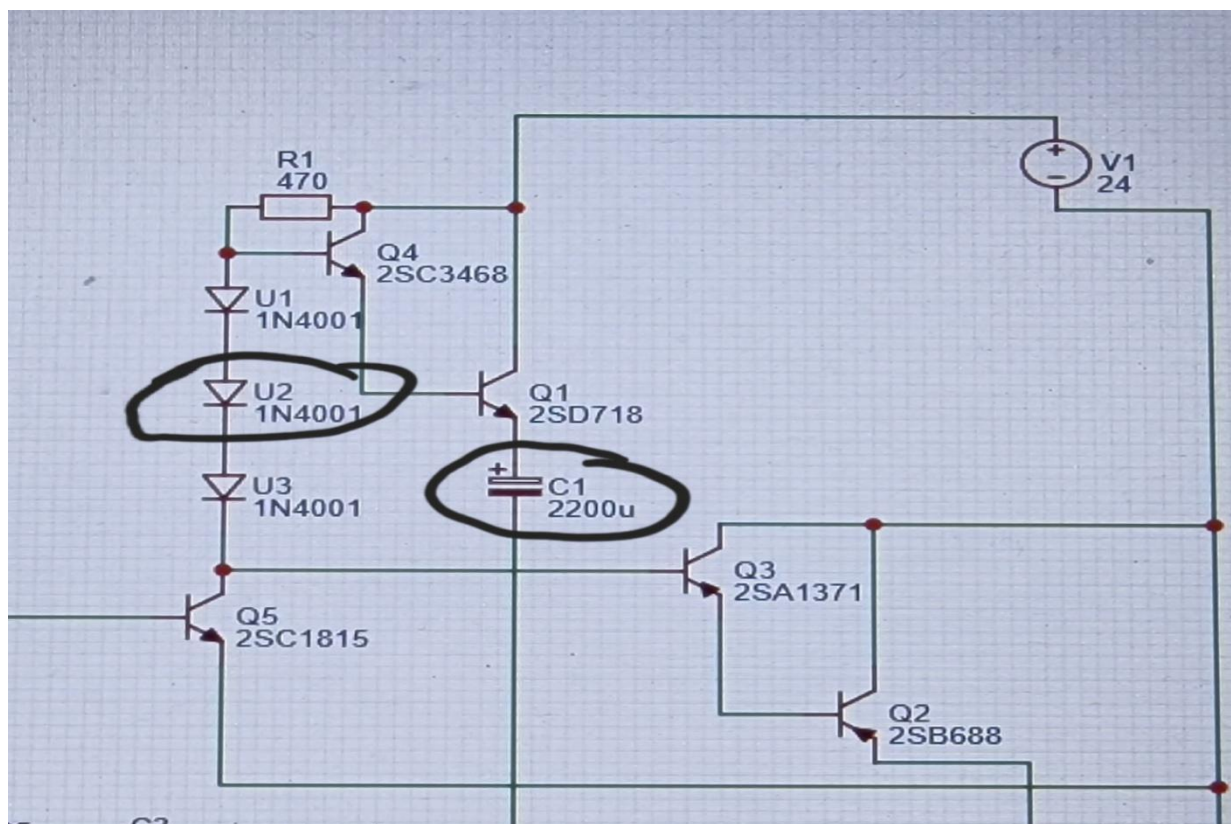 R1
470
+
V1
24
Q4
2SC3468
U1
1N4001
U2
1N4001
Q1
2SD718
+
C1
2200u
U3
1N4001
Q3
2SA1371
Q5
2SC1815
Q2
2SB688